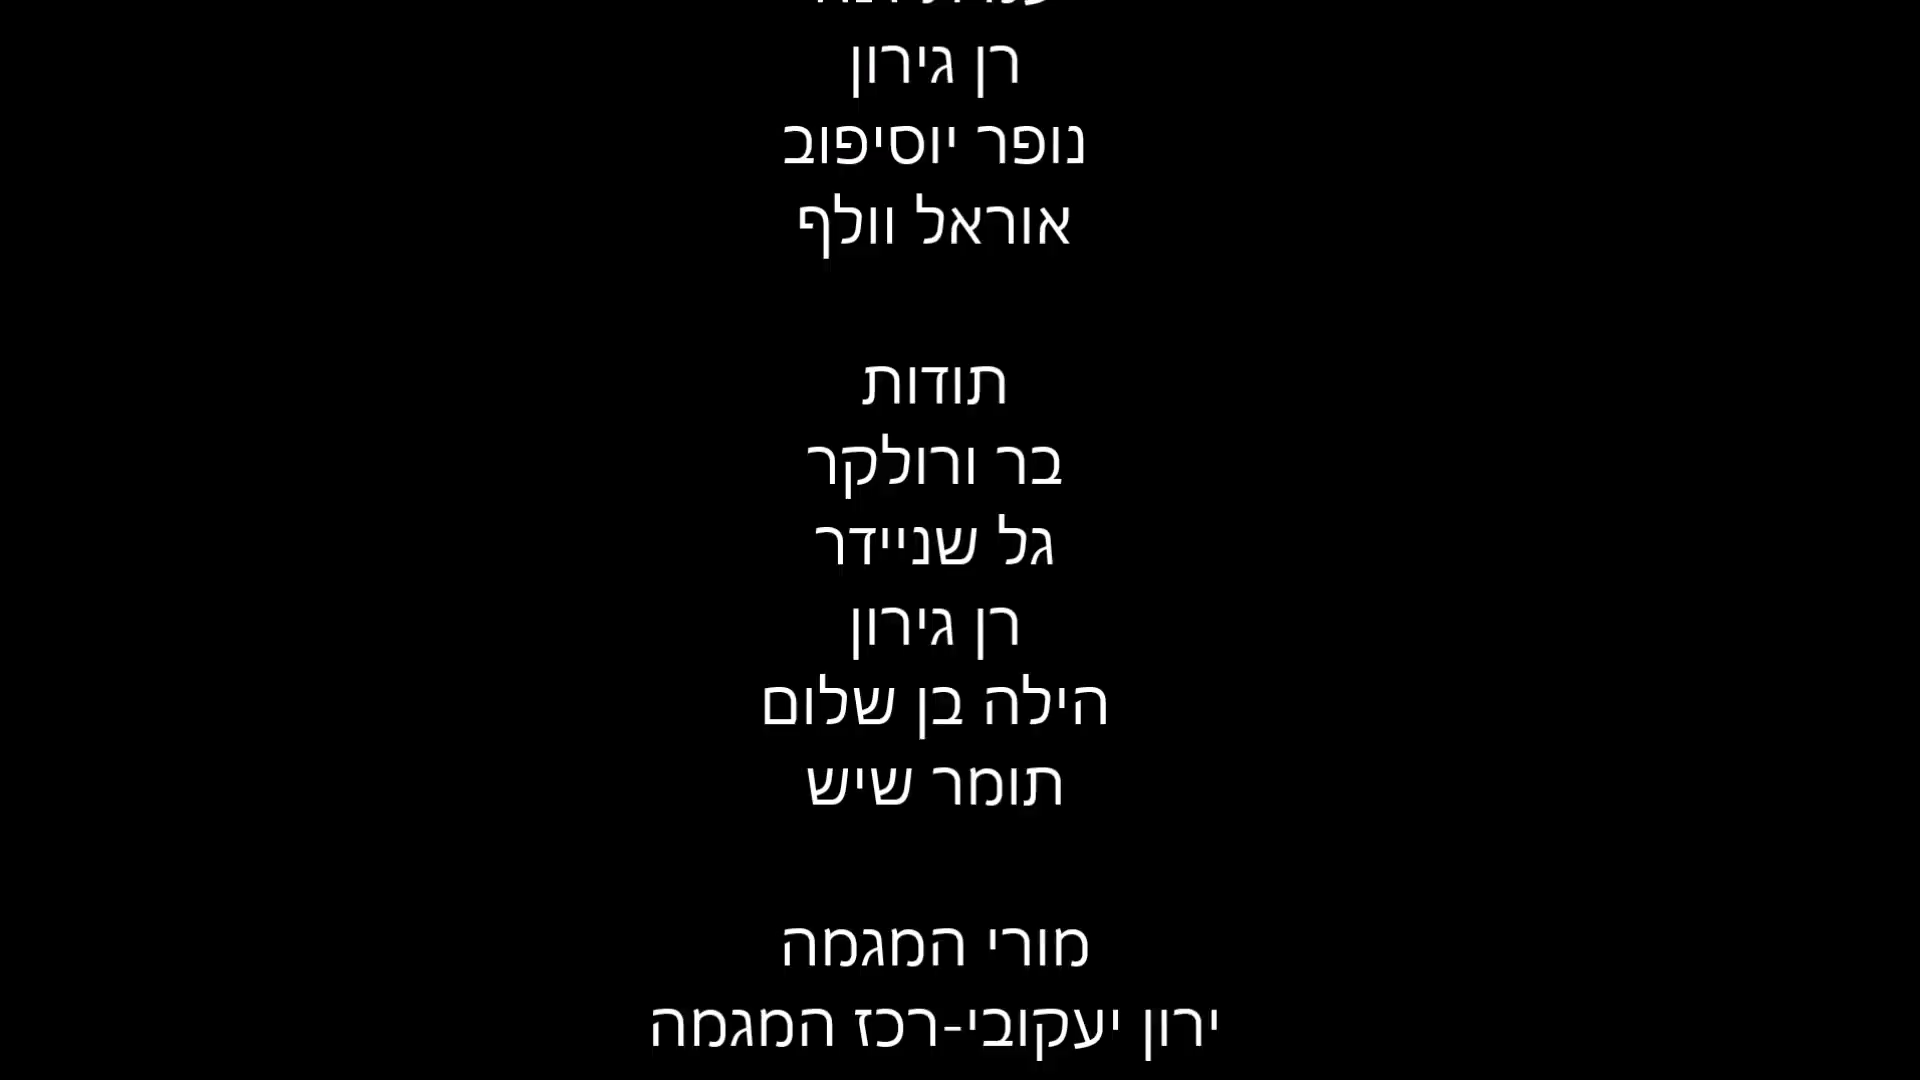 רן גירון
נופר יוסיפוב
אוראל וולף
תודות
בר ורולקר
גל שניידר
רן גירון
הילה בן שלום
תומר שיש
מורי המגמה
ירון יעקובי-רכז המגמה